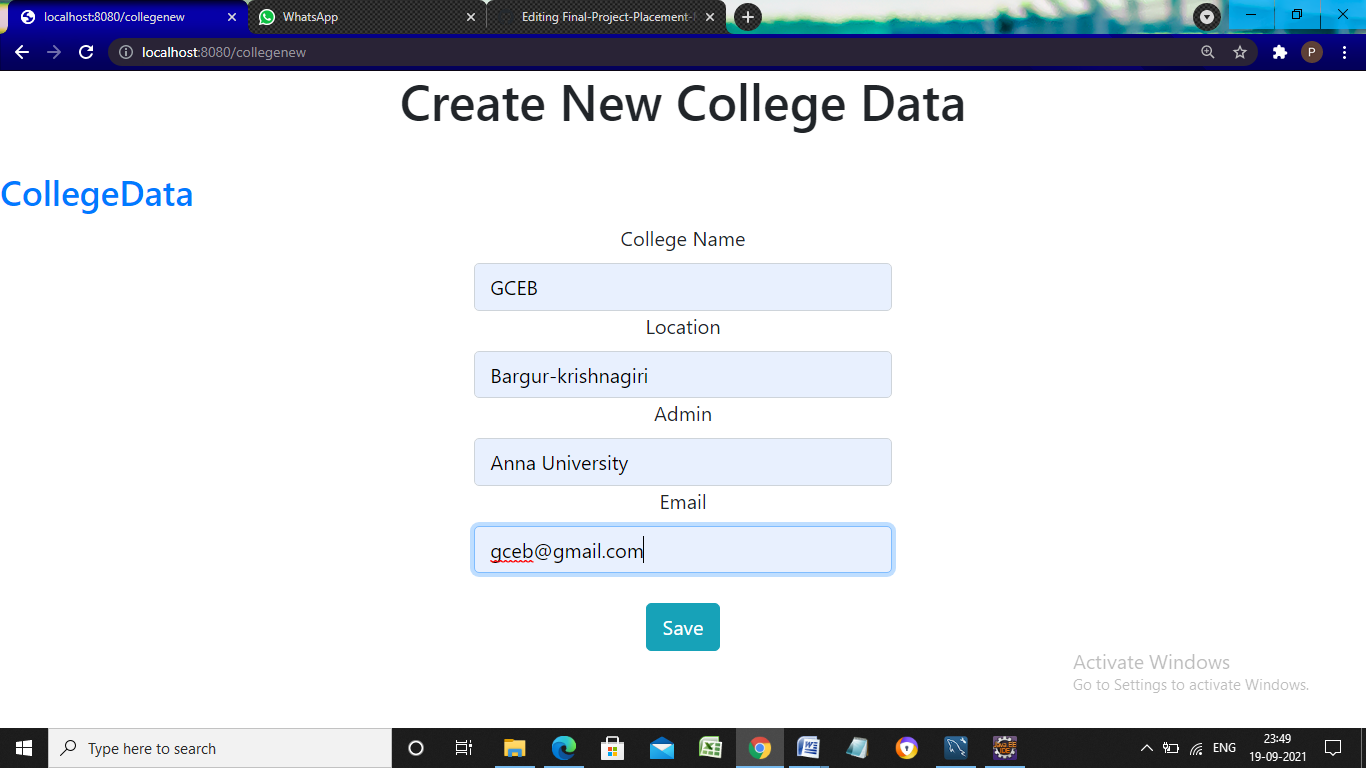 localhost:8080/collegenew
WhatsApp
Editing Final-Project-Placement-
localhost:8080/collegenew
P
Create New College Data
CollegeData
College Name
GCEB
Location
Bargur-krishnagiri
Admin
Anna University
Email
gceb@gmail.com
Save
Activate Windows
Go to Settings to activate Windows.
Type here to search
ENG
23:49
19-09-2021